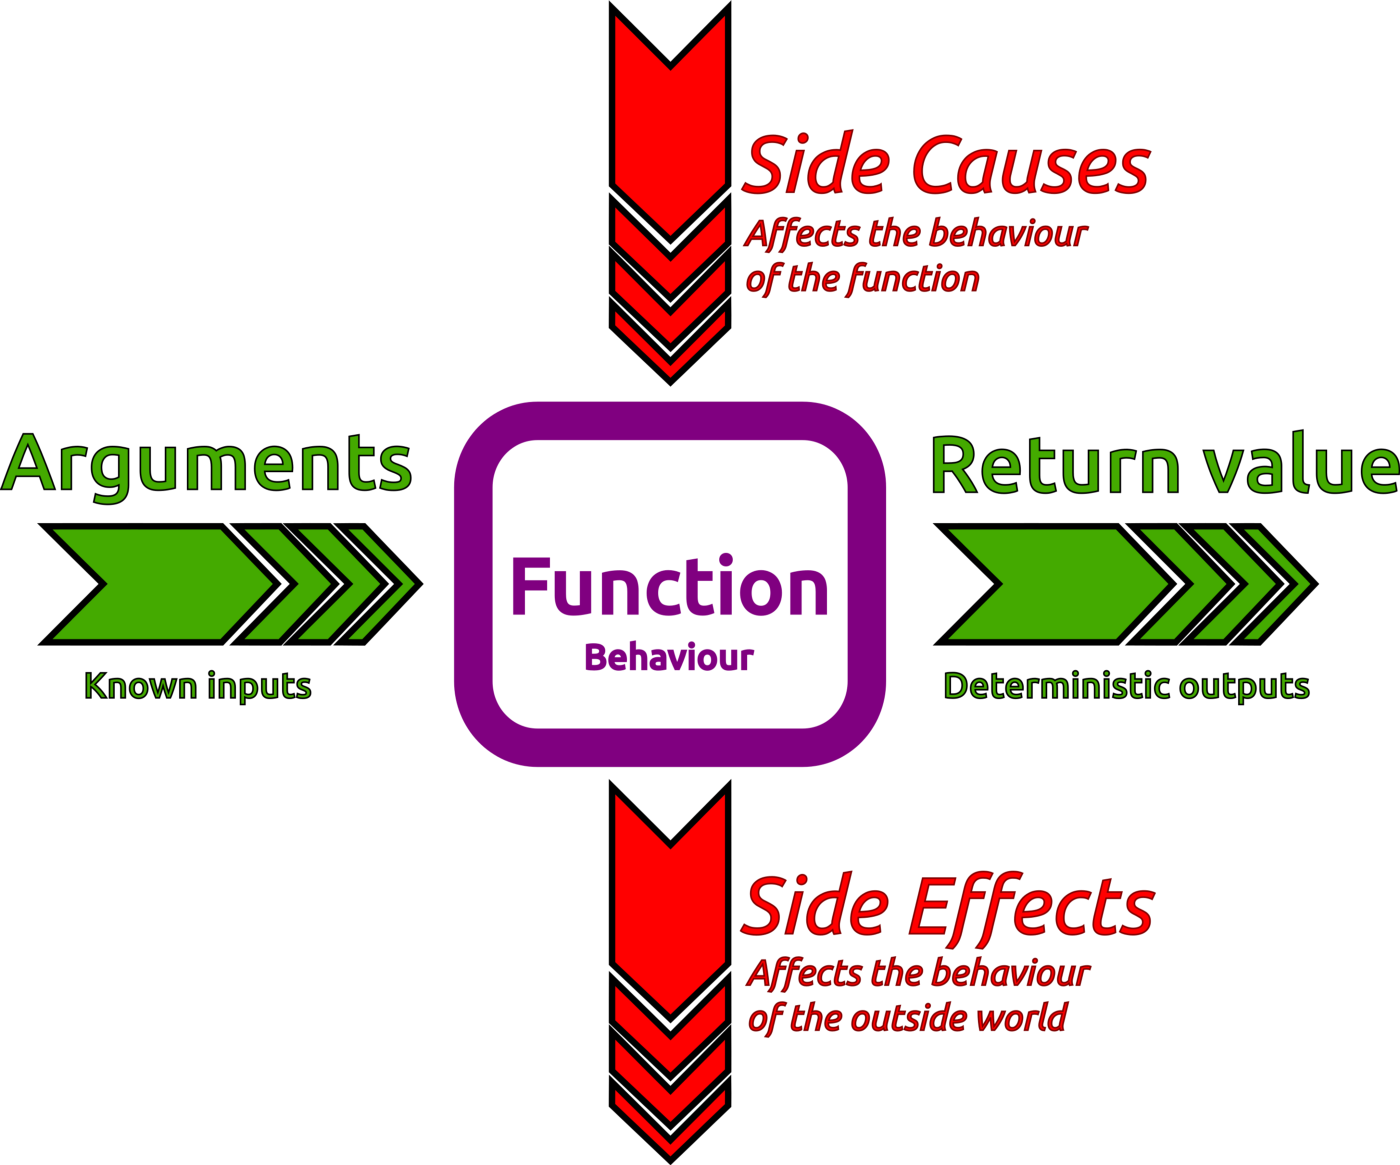 Side Causes
Affects the behaviour
of the function
Arguments
Known inputs
Function
Behaviour
Return value
Deterministic outputs
Side Effects
Affects the behaviour
of the outside world